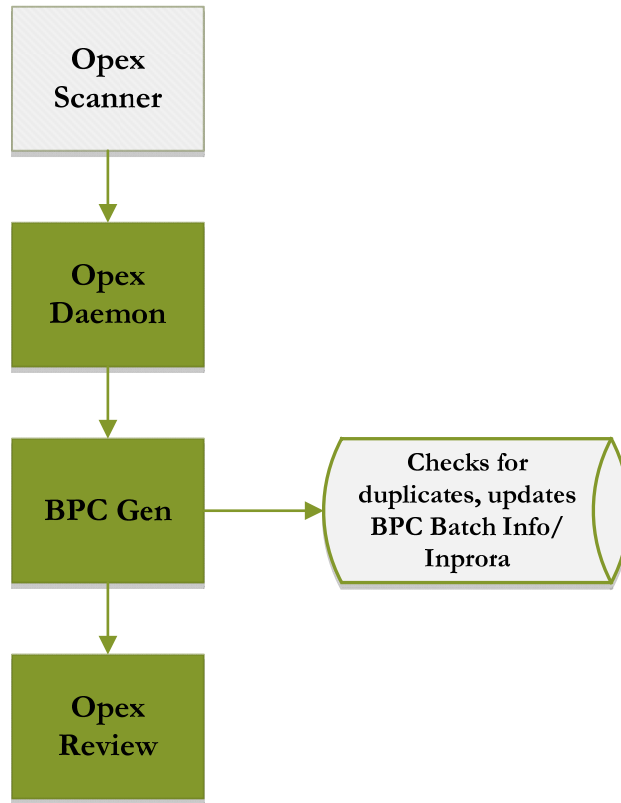 Opex
Scanner
Opex
Daemon
BPC Gen
Checks for
duplicates, updates
BPC Batch Info/
Inprora
Opex
Review